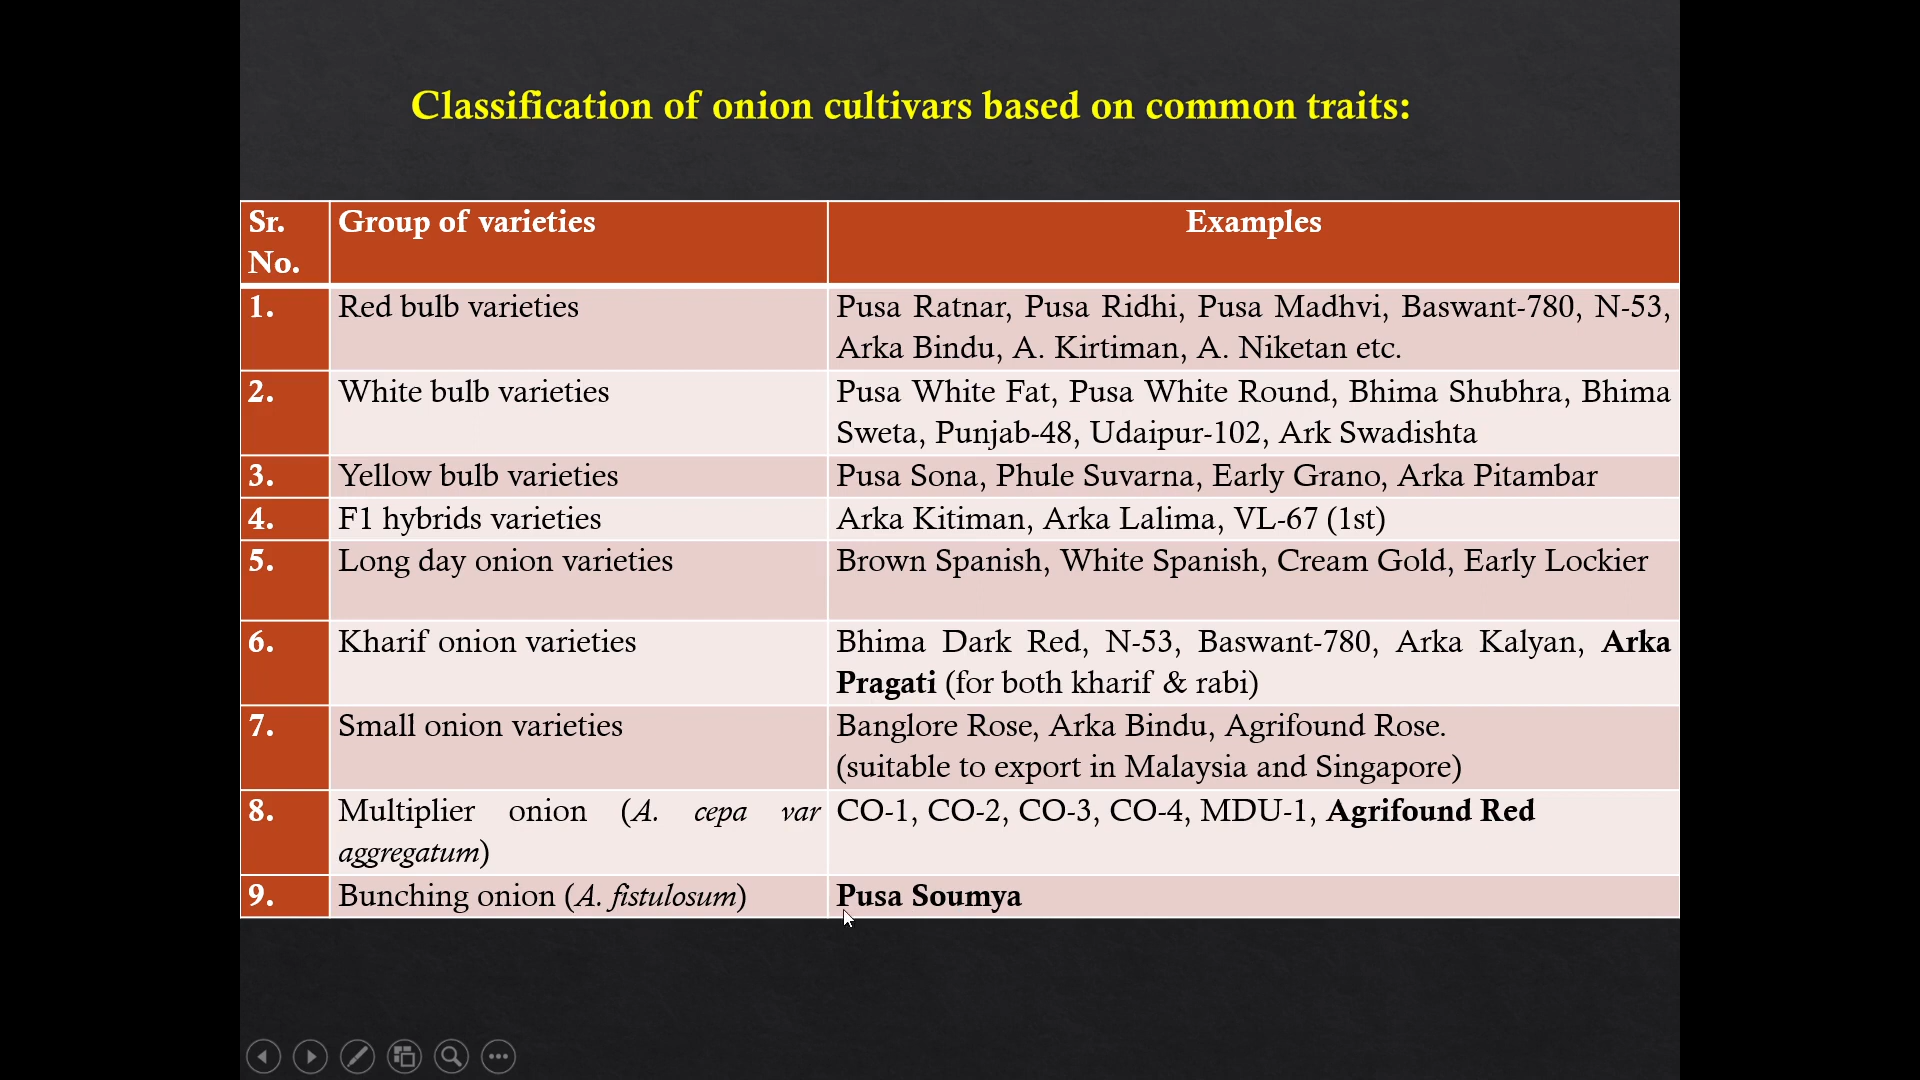 Classification of onion cultivars based on common traits:
Sr. No.
Group of varieties
Examples
1.
Red bulb varieties
Pusa Ratnar, Pusa Ridhi, Pusa Madhvi, Baswant-780, N-53,
Arka Bindu, A. Kirtiman, A. Niketan etc.
2.
White bulb varieties
Pusa White Fat, Pusa White Round, Bhima Shubhra, Bhima
Sweta, Punjab-48, Udaipur-102, Ark Swadishta
3.
Yellow bulb varieties
Pusa Sona, Phule Suvarna, Early Grano, Arka Pitambar
4.
F1 hybrids varieties
Arka Kitiman, Arka Lalima, VL-67 (1st)
5.
Long day onion varieties
Brown Spanish, White Spanish, Cream Gold, Early Lockier
6.
Kharif onion varieties
Bhima Dark Red, N-53, Baswant-780, Arka Kalyan, Arka
Pragati (for both kharif & rabi)
7.
Small onion varieties
Banglore Rose, Arka Bindu, Agrifound Rose.
(suitable to export in Malaysia and Singapore)
8.
Multiplier onion (A. cepa var
aggregatum)
CO-1, CO-2, CO-3, CO-4, MDU-1, Agrifound Red
9.
Bunching onion (A. fistulosum)
Pusa Soumya